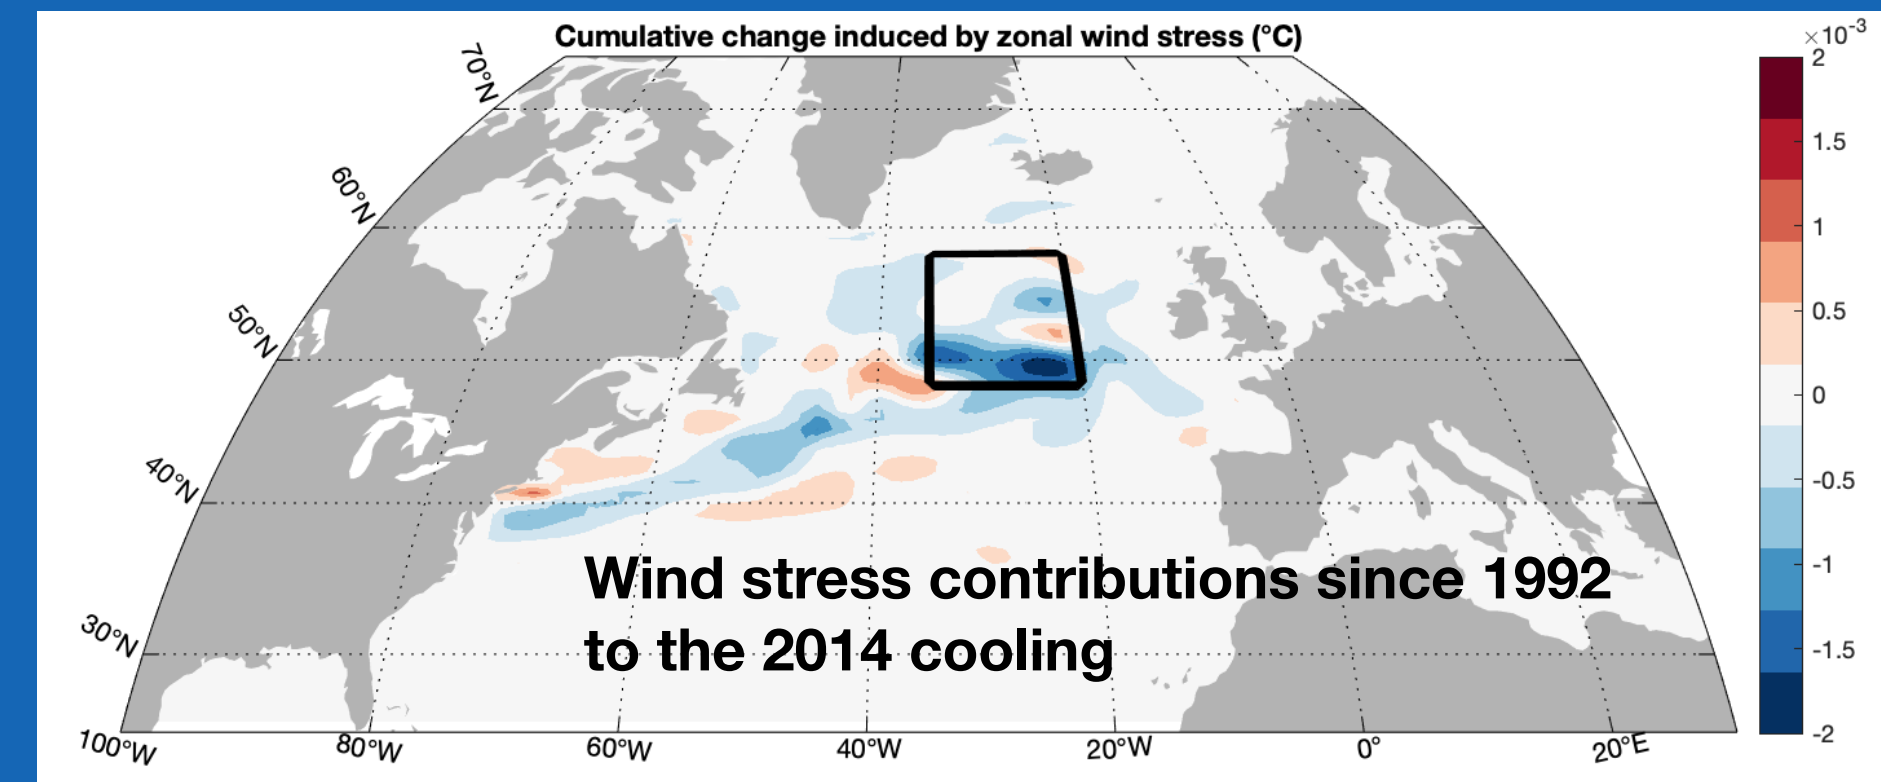 Cumulative change induced by zonal wind stress (°C)
×10-3
70°N
60°N
50°N
40°N
30°N
100°W
80°W
60°W
40°W
20°W
0°
20°E
2
1.5
1
0.5
0
-0.5
-1
-1.5
-2
Wind stress contributions since 1992
to the 2014 cooling